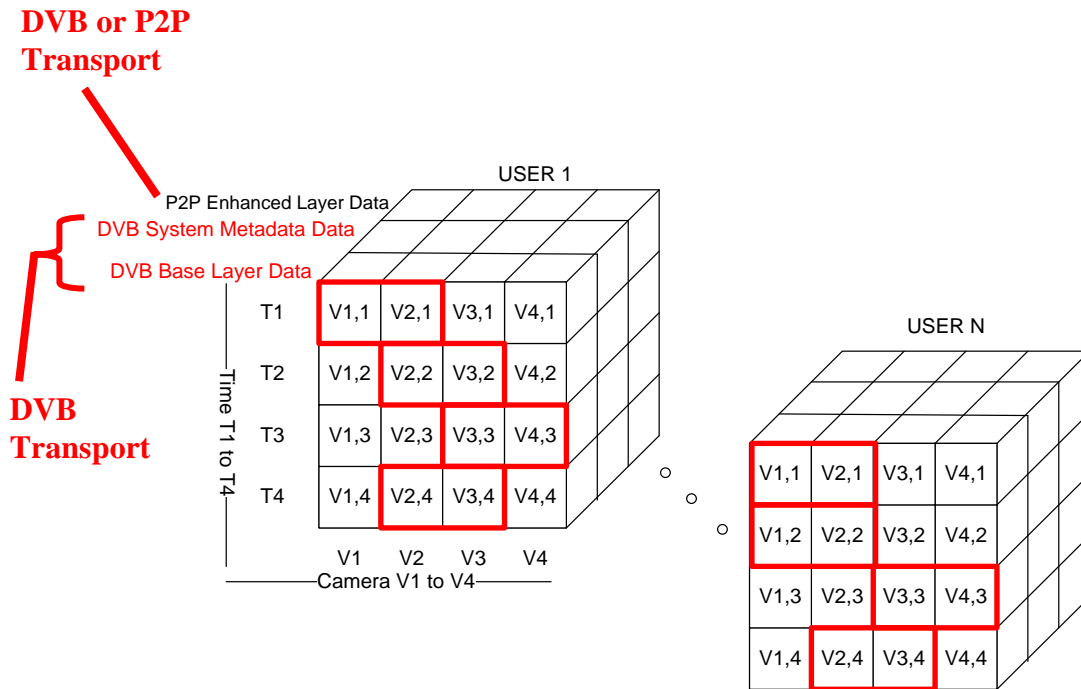 DVB or P2P
Transport
USER 1
P2P Enhanced Layer Data
DVB System Metadata Data
DVB Base Layer Data
T1 V1,1 V2,1 V3,1 V4,1
T2 V1,2 V2,2 V3,2 V4,2
T3 V1,3 V2,3 V3,3 V4,3
T4 V1,4 V2,4 V3,4 V4,4
Time T1 to T4
V1 V2 V3 V4
Camera V1 to V4
DVB
Transport
USER N
V1,1 V2,1 V3,1 V4,1
V1,2 V2,2 V3,2 V4,2
V1,3 V2,3 V3,3 V4,3
V1,4 V2,4 V3,4 V4,4